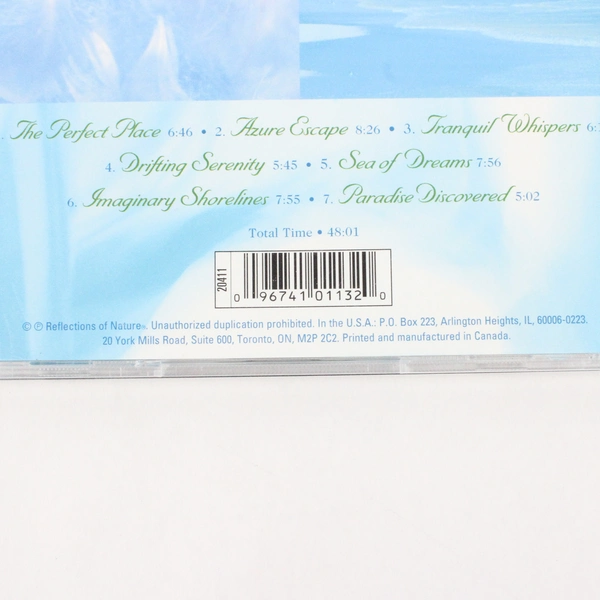 . The Perfect Place 6:46 • 2. Azure Escape 8:26 • 3. Tranquil Whispers 6:
4. Drifting Serenity 5:45 • 5. Sea of Dreams 7:56
6. Imaginary Shorelines 7:55 • 7. Paradise Discovered 5:02
Total Time • 48:01
20411
0 96741 01132 0
© ℗ Reflections of Nature™. Unauthorized duplication prohibited. In the U.S.A.: P.O. Box 223, Arlington Heights, IL, 60006-0223.
20 York Mills Road, Suite 600, Toronto, ON, M2P 2C2. Printed and manufactured in Canada.